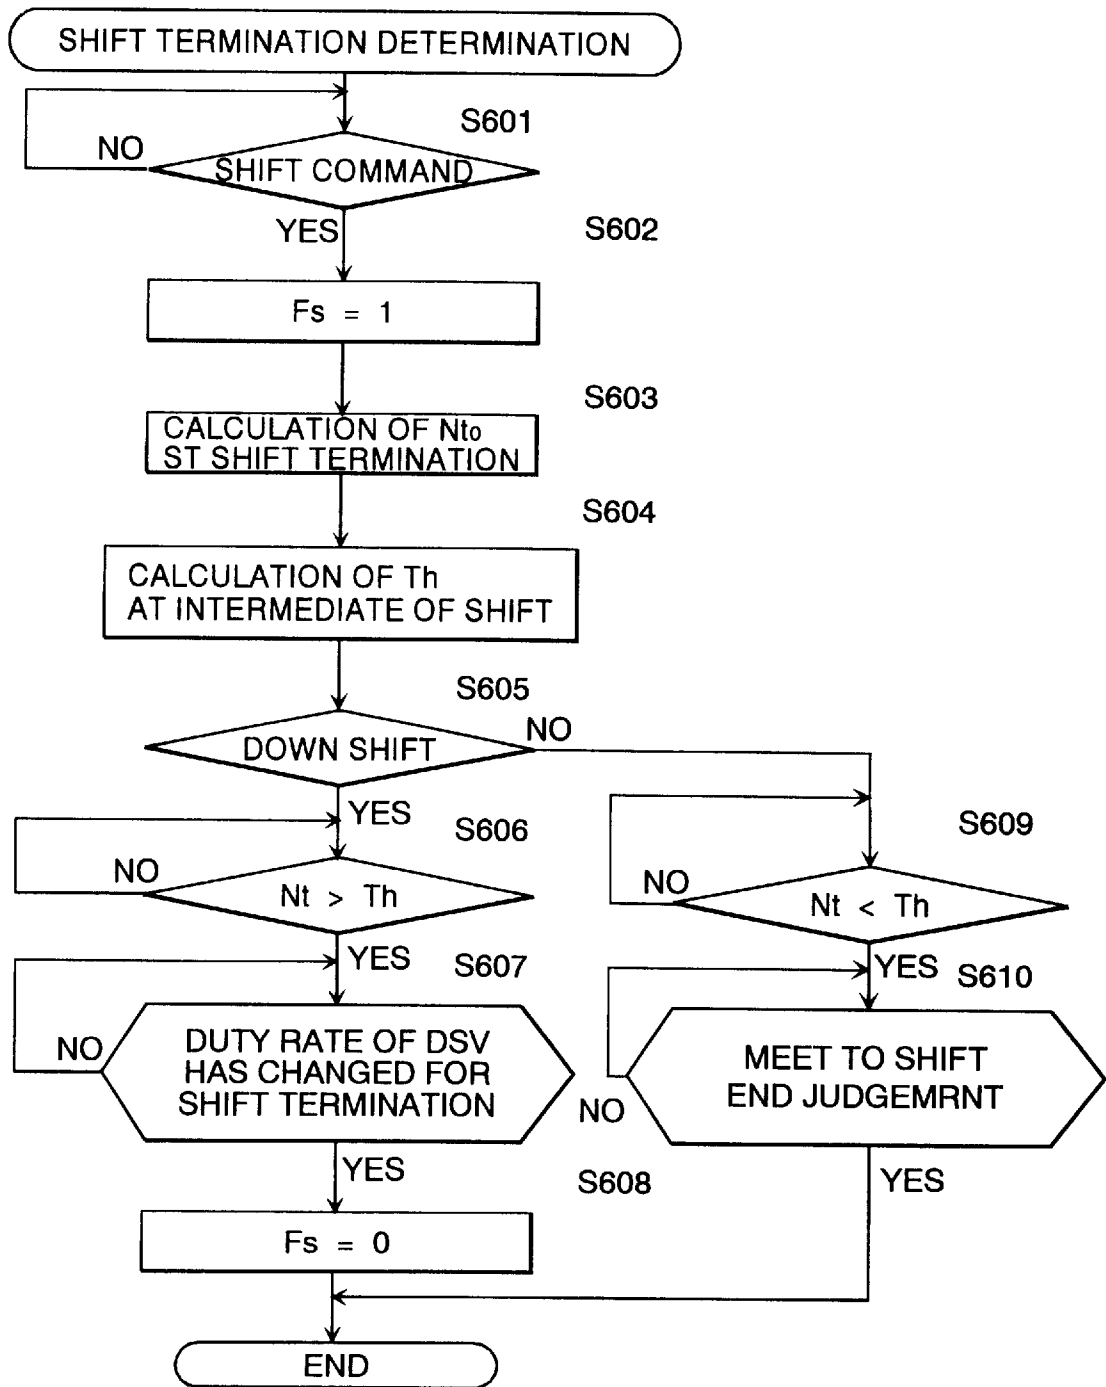 SHIFT TERMINATION DETERMINATION
S601
NO
SHIFT COMMAND
YES
S602
Fs = 1
S603
CALCULATION OF Nto
ST SHIFT TERMINATION
S604
CALCULATION OF Th
AT INTERMEDIATE OF SHIFT
S605
NO
DOWN SHIFT
YES
S606
NO
Nt > Th
YES
S607
NO
DUTY RATE OF DSV
HAS CHANGED FOR
SHIFT TERMINATION
YES
S608
Fs = 0
S609
NO
Nt < Th
YES
S610
NO
MEET TO SHIFT
END JUDGEMRNT
YES
END